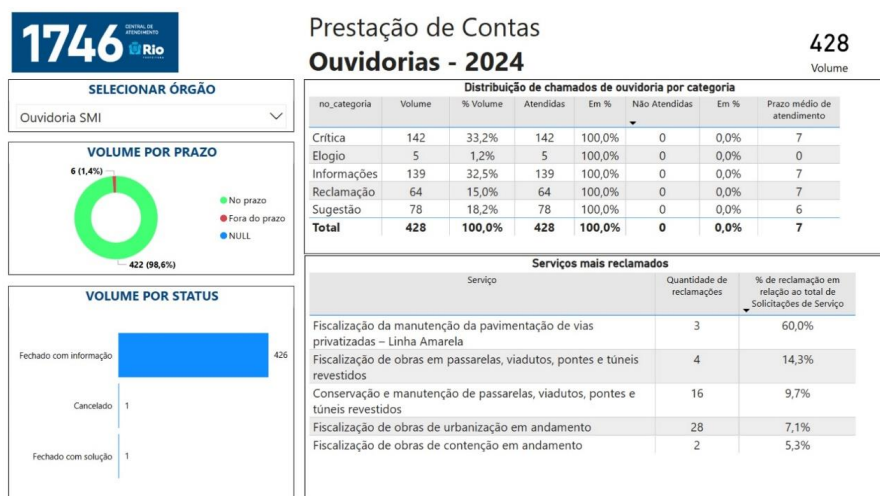 1746
CENTRAL DE
ATENDIMENTO
Rio
PREFEITURA
Prestação de Contas
Ouvidorias - 2024
428
Volume
SELECIONAR ÓRGÃO
Ouvidoria SMI
VOLUME POR PRAZO
6 (1,4%)
No prazo
Fora do prazo
NULL
422 (98,6%)
VOLUME POR STATUS
Fechado com informação 426
Cancelado 1
Fechado com solução 1
Distribuição de chamados de ouvidoria por categoria
no_categoria Volume % Volume Atendidas Em % Não Atendidas Em % Prazo médio de
atendimento
Crítica 142 33,2% 142 100,0% 0 0,0% 7
Elogio 5 1,2% 5 100,0% 0 0,0% 0
Informações 139 32,5% 139 100,0% 0 0,0% 7
Reclamação 64 15,0% 64 100,0% 0 0,0% 7
Sugestão 78 18,2% 78 100,0% 0 0,0% 6
Total 428 100,0% 428 100,0% 0 0,0% 7
Serviços mais reclamados
Serviço Quantidade de % de reclamação em
reclamações relação ao total de
Solicitações de Serviço
Fiscalização da manutenção da pavimentação de vias 3 60,0%
privatizadas – Linha Amarela
Fiscalização de obras em passarelas, viadutos, pontes e túneis 4 14,3%
revestidos
Conservação e manutenção de passarelas, viadutos, pontes e 16 9,7%
túneis revestidos
Fiscalização de obras de urbanização em andamento 28 7,1%
Fiscalização de obras de contenção em andamento 2 5,3%